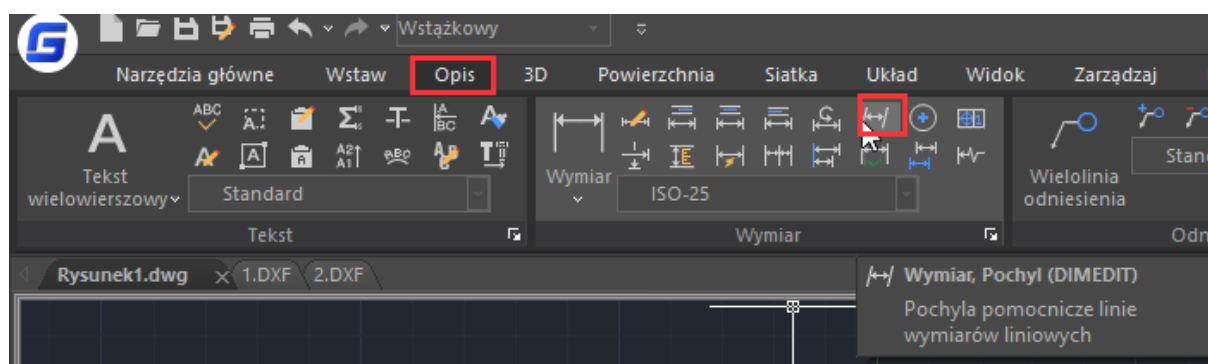 Wstążkowy
Narzędzia główne Wstaw Opis 3D Powierzchnia Siatka Układ Widok Zarządzaj
Tekst
wielowierszowy
Standard
Tekst
Wymiar
ISO-25
Wymiar
Wielolinia
odniesienia
Stan
Odn
Rysunek1.dwg 1.DXF 2.DXF
Wymiar, Pochyl (DIMEDIT)
Pochyla pomocnicze linie
wymiarów liniowych